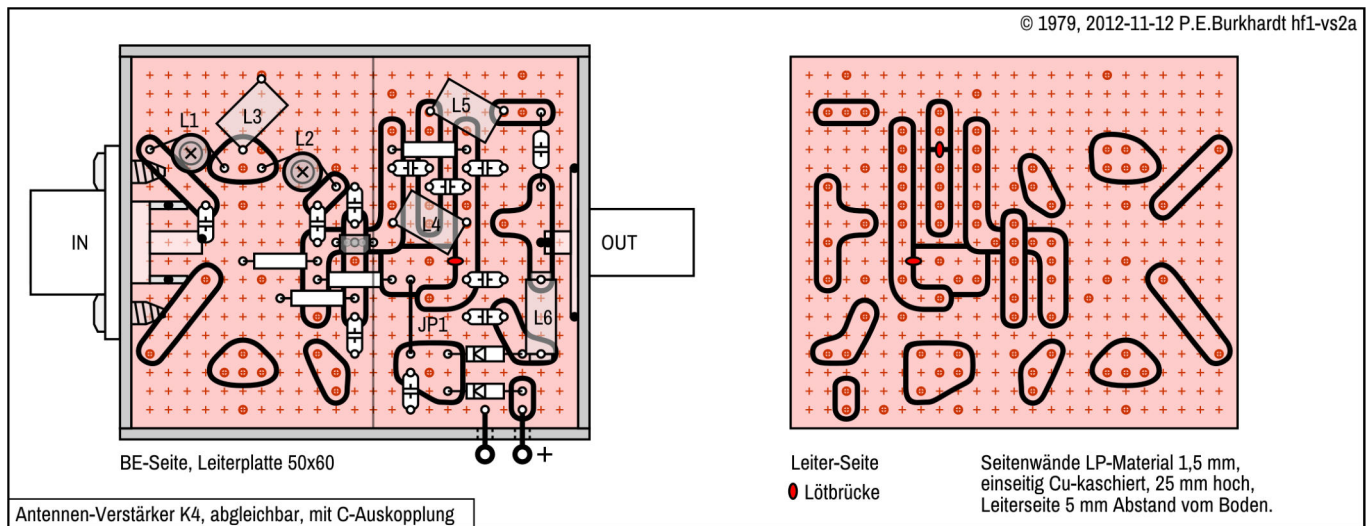 © 1979, 2012-11-12 P.E.Burkhardt hf1-vs2a
L1
L3
L2
L5
IN
L4
OUT
JP1
L6
+
BE-Seite, Leiterplatte 50x60
Leiter-Seite
Lötbrücke
Seitenwände LP-Material 1,5 mm,
einseitig Cu-kaschiert, 25 mm hoch,
Leiterseite 5 mm Abstand vom Boden.
Antennen-Verstärker K4, abgleichbar, mit C-Auskopplung